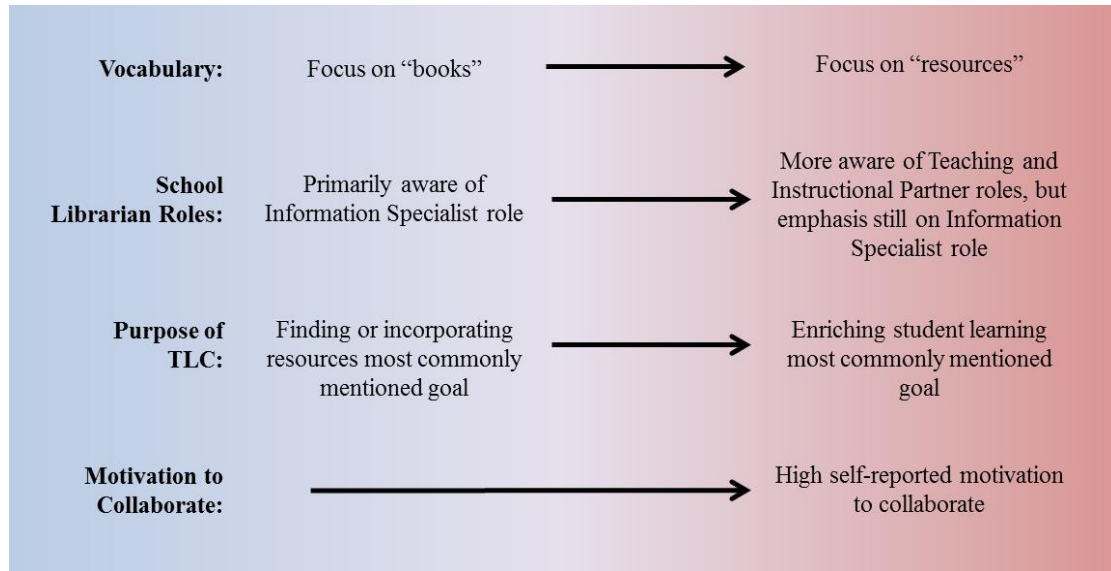 Vocabulary:
Focus on “books”
Focus on “resources”
School
Librarian Roles:
Primarily aware of
Information Specialist role
More aware of Teaching and
Instructional Partner roles, but
emphasis still on Information
Specialist role
Purpose of
TLC:
Finding or incorporating
resources most commonly
mentioned goal
Enriching student learning
most commonly mentioned
goal
Motivation to
Collaborate:
High self-reported motivation
to collaborate